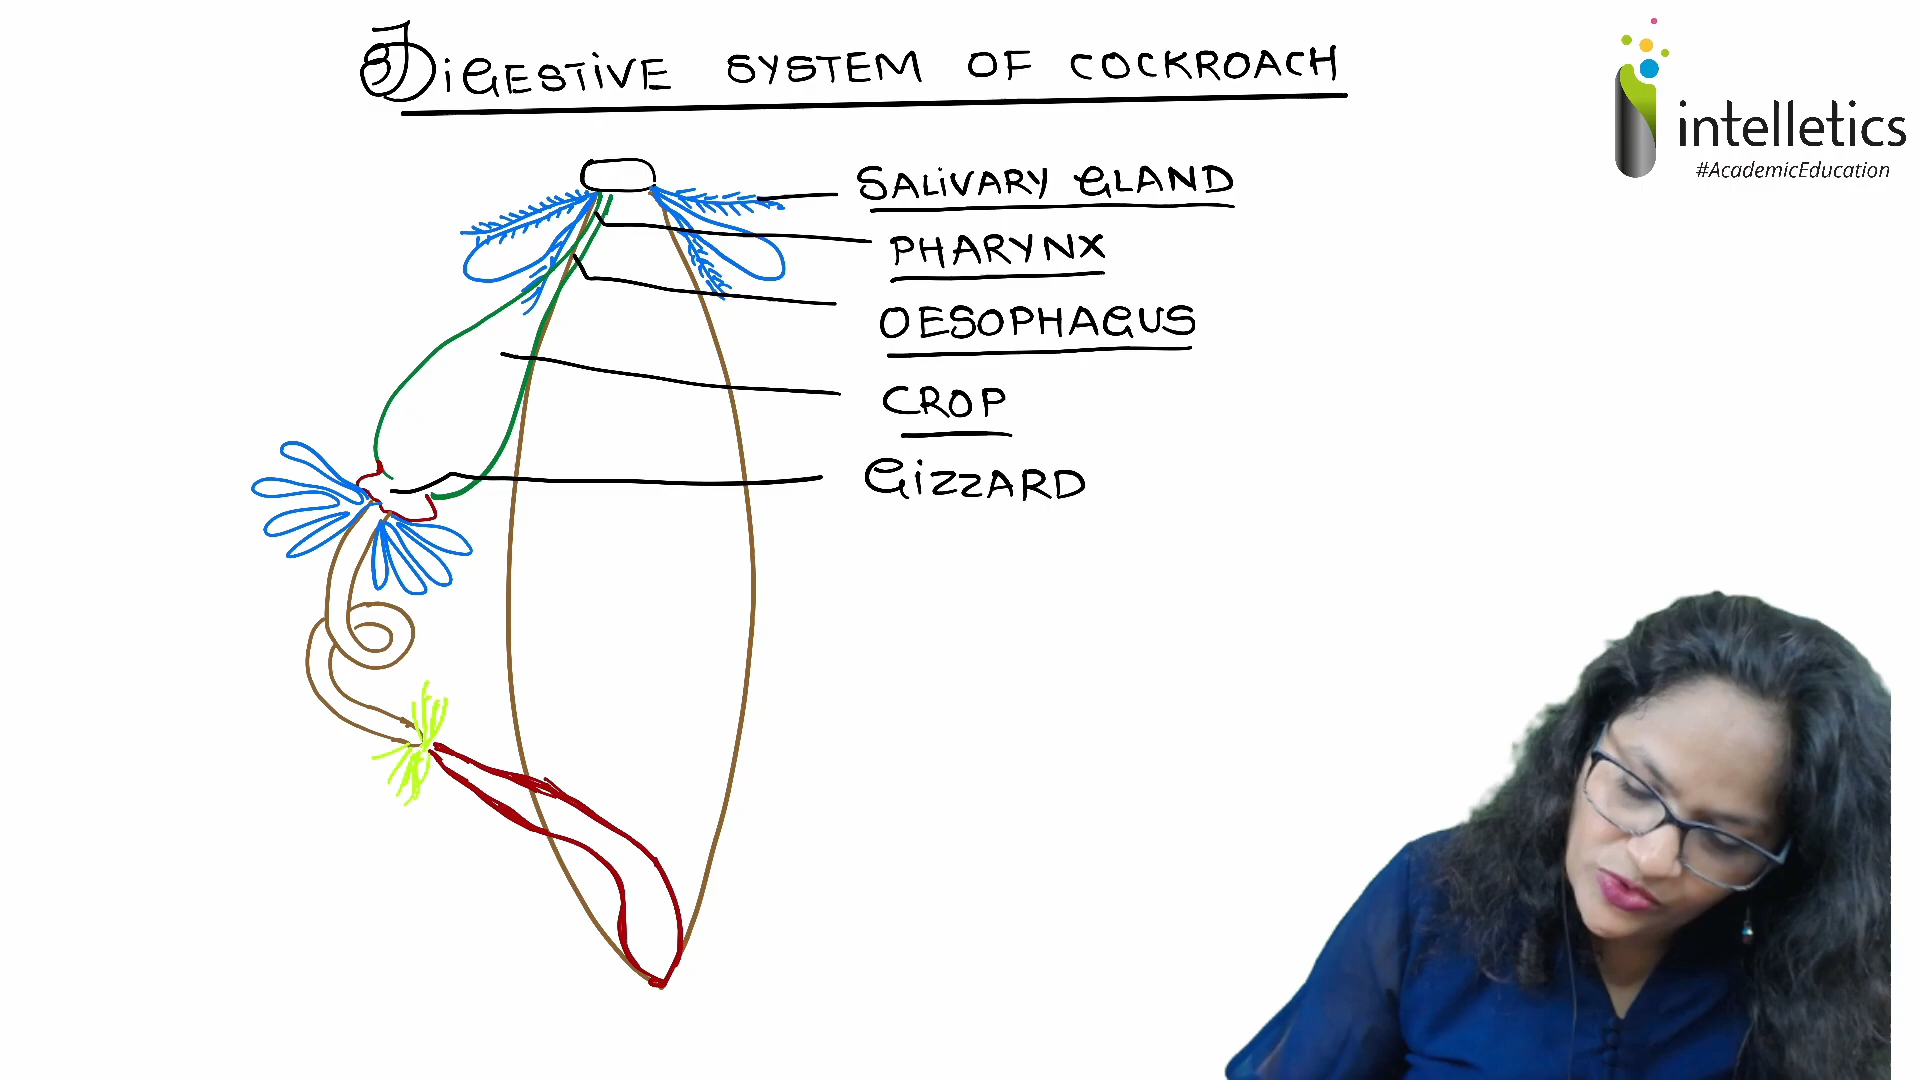 DiGESTiVE SYSTEM OF COCKROACH
intelletics
#AcademicEducation
SALiVARY GLAND
PHARYNX
OESOPHAGUS
CROP
GiZZARD